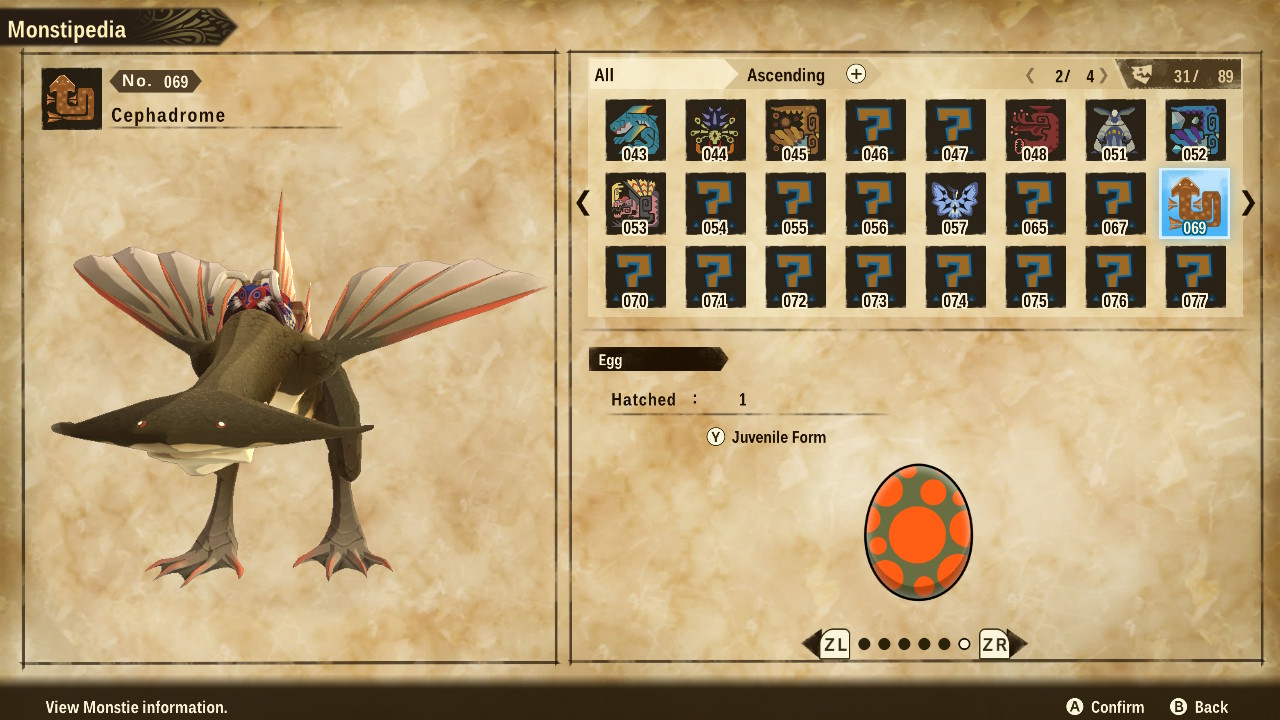 Monstipedia
No. 069
Cephadrome
All
Ascending
2/ 4
31/ 89
043 044 045 046 047 048 051 052
053 054 055 056 057 065 067 069
070 071 072 073 074 075 076 077
Egg
Hatched : 1
Y Juvenile Form
ZL ZR
View Monstie information.
A Confirm B Back